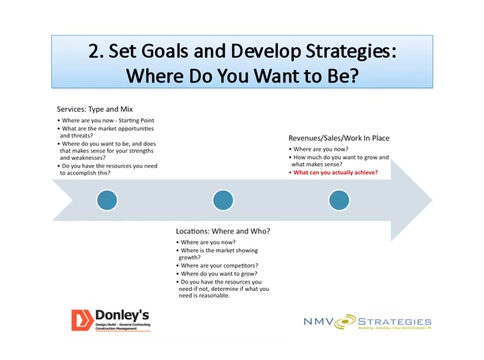 2. Set Goals and Develop Strategies:
Where Do You Want to Be?
Services: Type and Mix
• Where are you now - Starting Point
• What are the market opportunities
and threats?
• Where do you want to be, and does
that makes sense for your strengths
and weaknesses?
• Do you have the resources you need
to accomplish this?
Revenues/Sales/Work In Place
• Where are you now?
• How much do you want to grow and
what makes sense?
• What can you actually achieve?
Locations: Where and Who?
• Where are you now?
• Where is the market showing
growth?
• Where are your competitors?
• Where do you want to grow?
• Do you have the resources you
need-if not, determine if what you
need is reasonable.
Donley's
Design/Build - General Contracting
Construction Management
NMV STRATEGIES